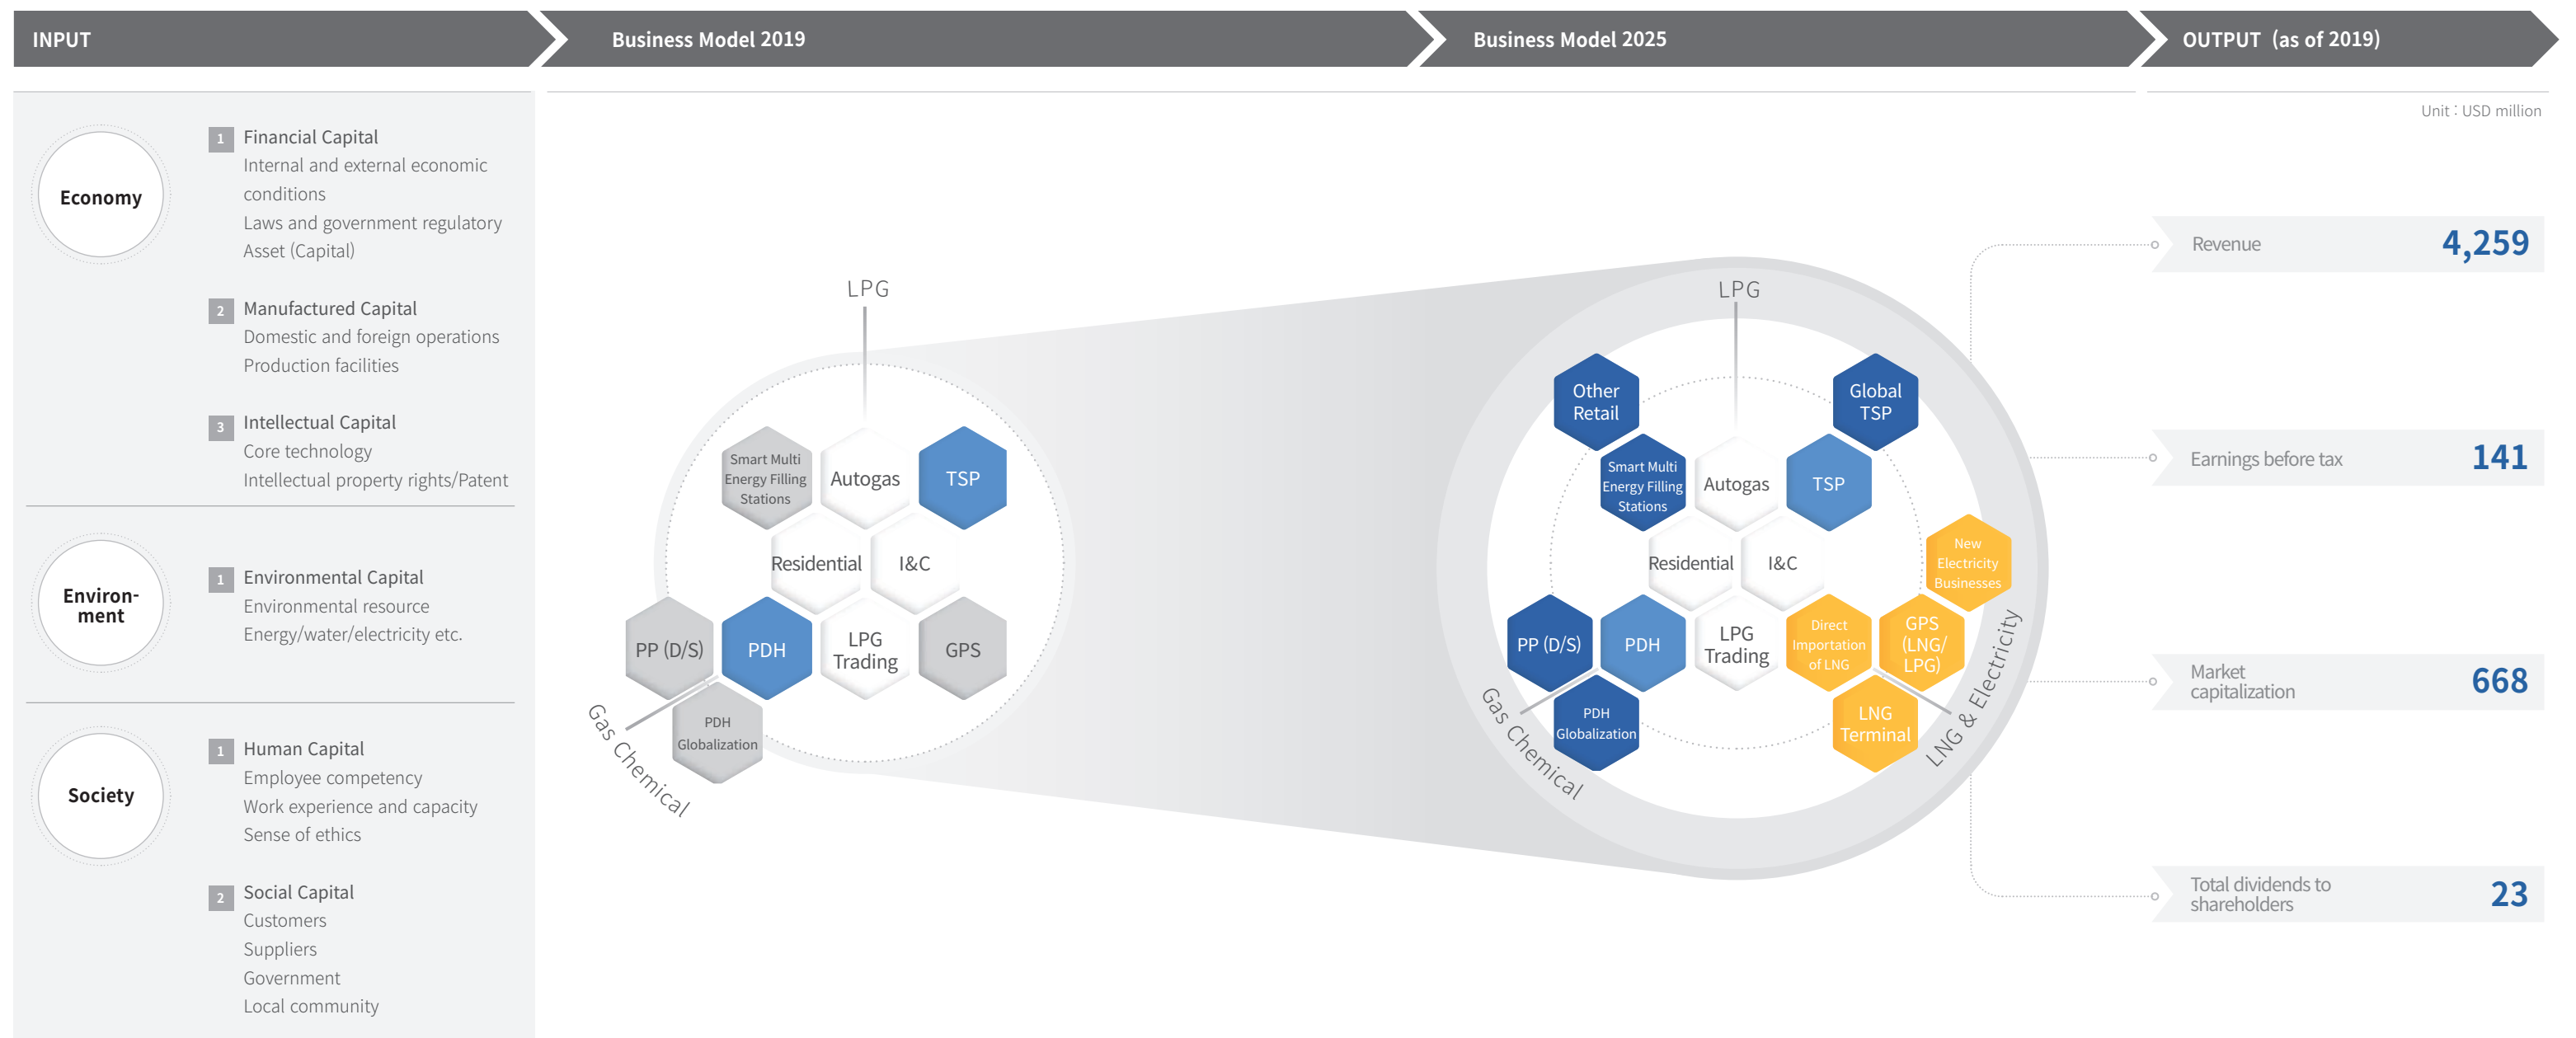 INPUT
Business Model 2019
Business Model 2025
OUTPUT (as of 2019)
Economy
1
Financial Capital
Internal and external economic
conditions
Laws and government regulatory
Asset (Capital)
2
Manufactured Capital
Domestic and foreign operations
Production facilities
3
Intellectual Capital
Core technology
Intellectual property rights/Patent
Environ-
ment
1
Environmental Capital
Environmental resource
Energy/water/electricity etc.
Society
1
Human Capital
Employee competency
Work experience and capacity
Sense of ethics
2
Social Capital
Customers
Suppliers
Government
Local community
LPG
Smart Multi
Energy Filling
Stations
Autogas
TSP
Residential
I&C
PP (D/S)
PDH
LPG
Trading
GPS
PDH
Globalization
Gas Chemical
LPG
Other
Retail
Global
TSP
Smart Multi
Energy Filling
Stations
Autogas
TSP
Residential
I&C
New
Electricity
Businesses
PP (D/S)
PDH
LPG
Trading
Direct
Importation
of LNG
GPS
(LNG/
LPG)
PDH
Globalization
LNG
Terminal
Gas Chemical
LNG & Electricity
Unit : USD million
Revenue
4,259
Earnings before tax
141
Market
capitalization
668
Total dividends to
shareholders
23